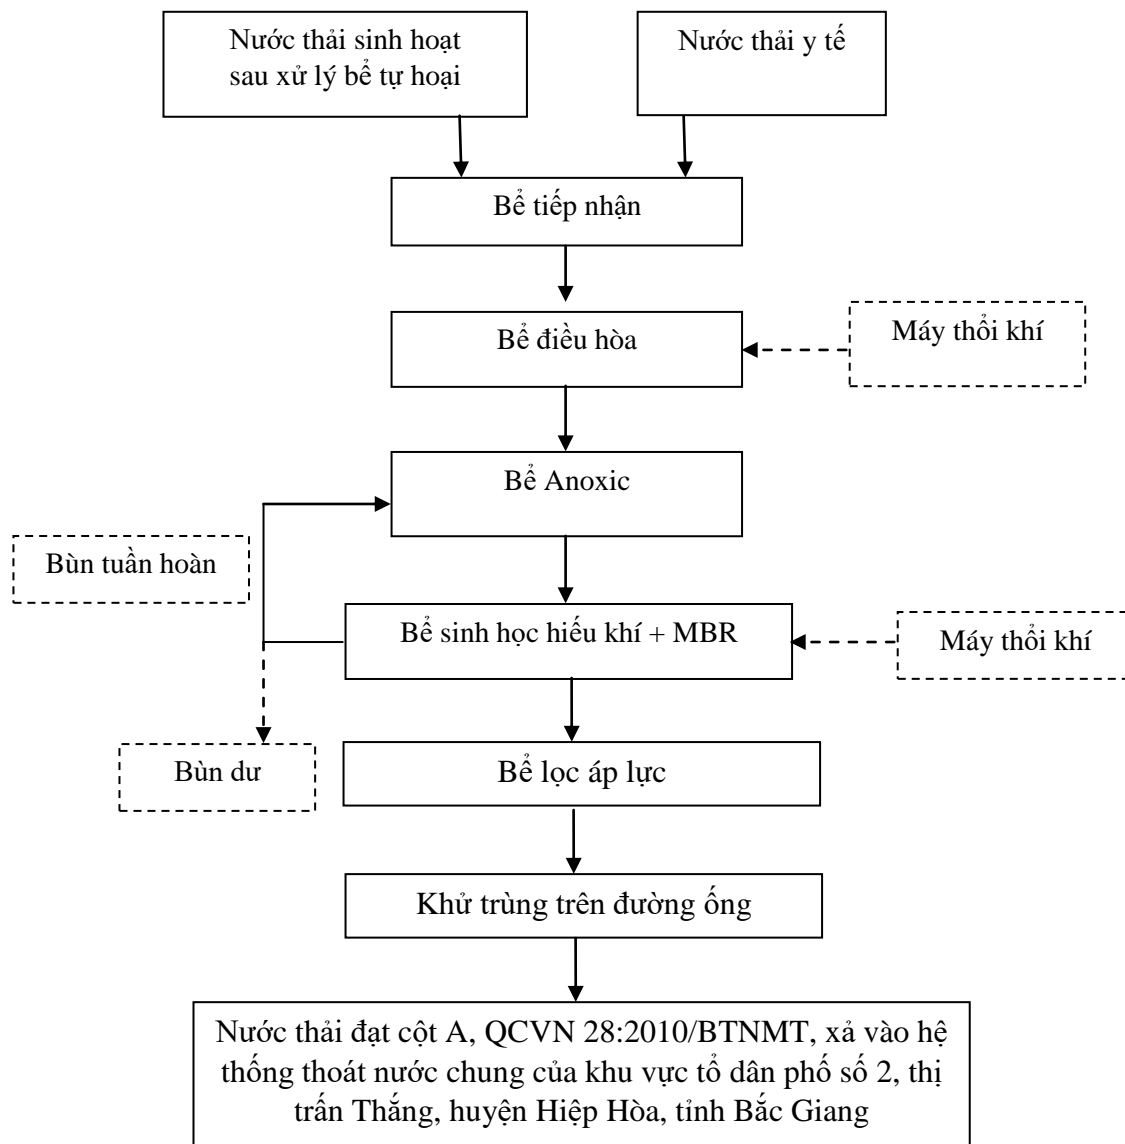 Nước thải sinh hoạt
sau xử lý bể tự hoại
Nước thải y tế
Bể tiếp nhận
Bể điều hòa
Máy thổi khí
Bể Anoxic
Bùn tuần hoàn
Bể sinh học hiếu khí + MBR
Máy thổi khí
Bùn dư
Bể lọc áp lực
Khử trùng trên đường ống
Nước thải đạt cột A, QCVN 28:2010/BTNMT, xả vào hệ
thống thoát nước chung của khu vực tổ dân phố số 2, thị
trấn Thắng, huyện Hiệp Hòa, tỉnh Bắc Giang